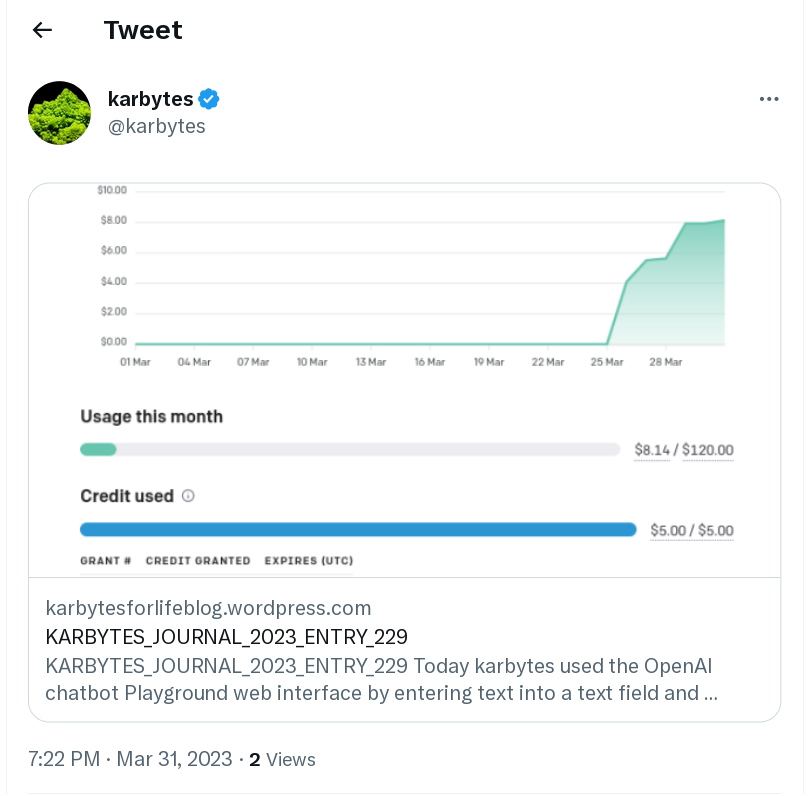 Tweet
karbytes
@karbytes
$10.00
$8.00
$6.00
$4.00
$2.00
$0.00
01 Mar 04 Mar 07 Mar 10 Mar 13 Mar 16 Mar 19 Mar 22 Mar 25 Mar 28 Mar
Usage this month
$8.14 / $120.00
Credit used
$5.00 / $5.00
GRANT # CREDIT GRANTED EXPIRES (UTC)
karbytesforlifeblog.wordpress.com
KARBYTES_JOURNAL_2023_ENTRY_229
KARBYTES_JOURNAL_2023_ENTRY_229 Today karbytes used the OpenAI
chatbot Playground web interface by entering text into a text field and ...
7:22 PM · Mar 31, 2023 · 2 Views